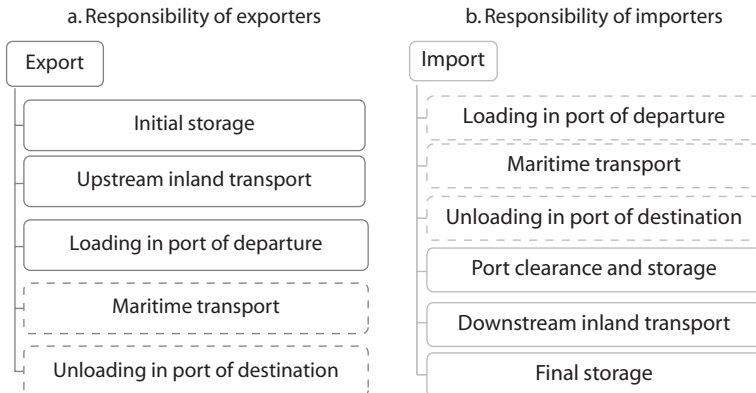 a. Responsibility of exporters
Export
Initial storage
Upstream inland transport
Loading in port of departure
Maritime transport
Unloading in port of destination
b. Responsibility of importers
Import
Loading in port of departure
Maritime transport
Unloading in port of destination
Port clearance and storage
Downstream inland transport
Final storage